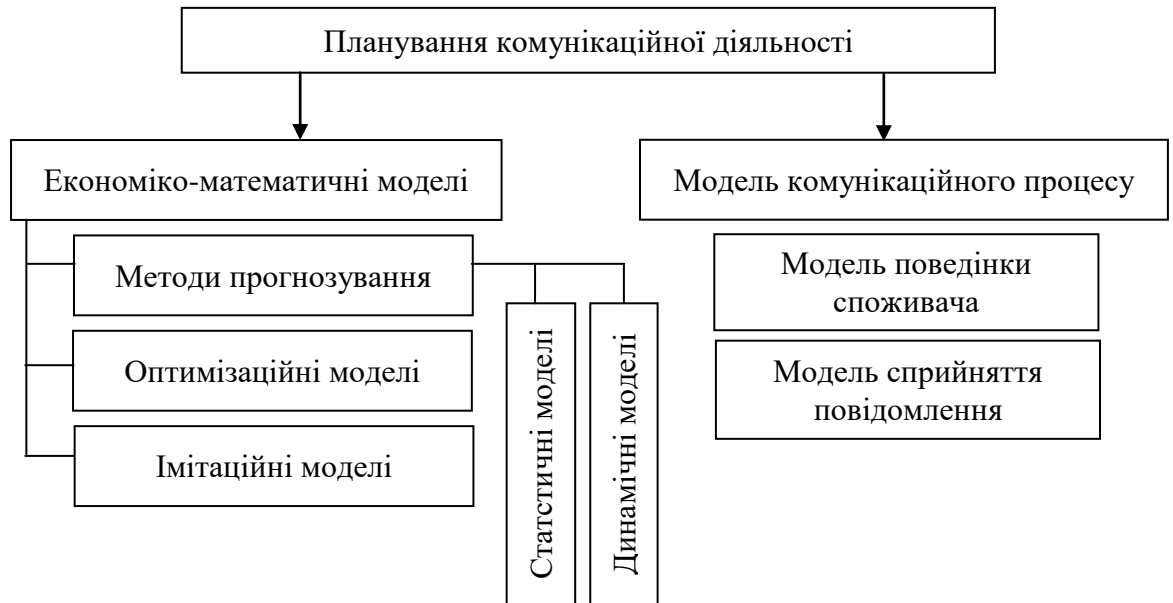 Планування комунікаційної діяльності
Економіко-математичні моделі
Модель комунікаційного процесу
Методи прогнозування
Оптимізаційні моделі
Імітаційні моделі
Статстичні моделі
Динамічні моделі
Модель поведінки
споживача
Модель сприйняття
повідомлення